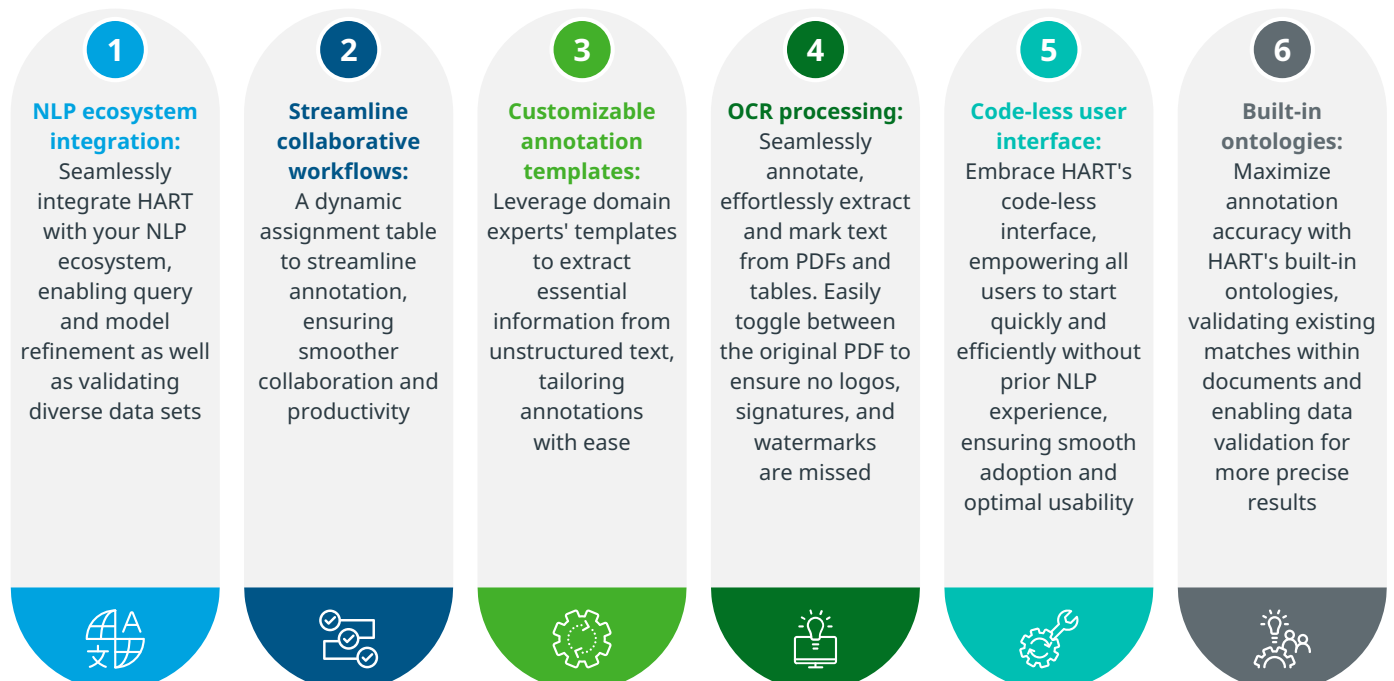 1
NLP ecosystem
integration:
Seamlessly
integrate HART
with your NLP
ecosystem,
enabling query
and model
refinement as well
as validating
diverse data sets
2
Streamline
collaborative
workflows:
A dynamic
assignment table
to streamline
annotation,
ensuring
smoother
collaboration and
productivity
3
Customizable
annotation
templates:
Leverage domain
experts' templates
to extract
essential
information from
unstructured text,
tailoring
annotations
with ease
4
OCR processing:
Seamlessly
annotate,
effortlessly extract
and mark text
from PDFs and
tables. Easily
toggle between
the original PDF to
ensure no logos,
signatures, and
watermarks
are missed
5
Code-less user
interface:
Embrace HART's
code-less
interface,
empowering all
users to start
quickly and
efficiently without
prior NLP
experience,
ensuring smooth
adoption and
optimal usability
6
Built-in
ontologies:
Maximize
annotation
accuracy with
HART's built-in
ontologies,
validating existing
matches within
documents and
enabling data
validation for
more precise
results
A
文